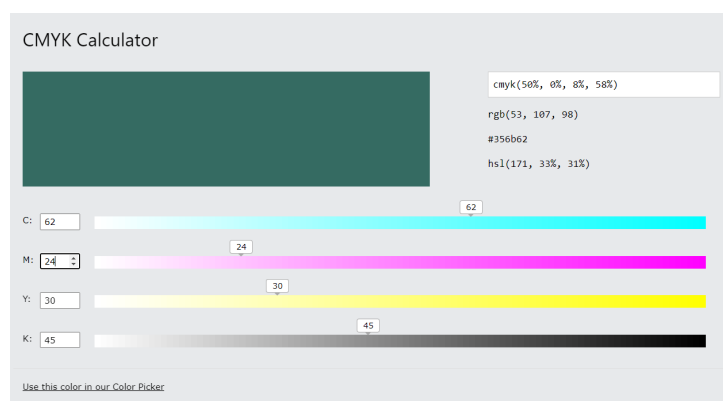 CMYK Calculator
cmyk(50%, 0%, 8%, 58%)
rgb(53, 107, 98)
#356b62
hsl(171, 33%, 31%)
62
C: 62
24
M: 24
30
Y: 30
45
K: 45
Use this color in our Color Picker